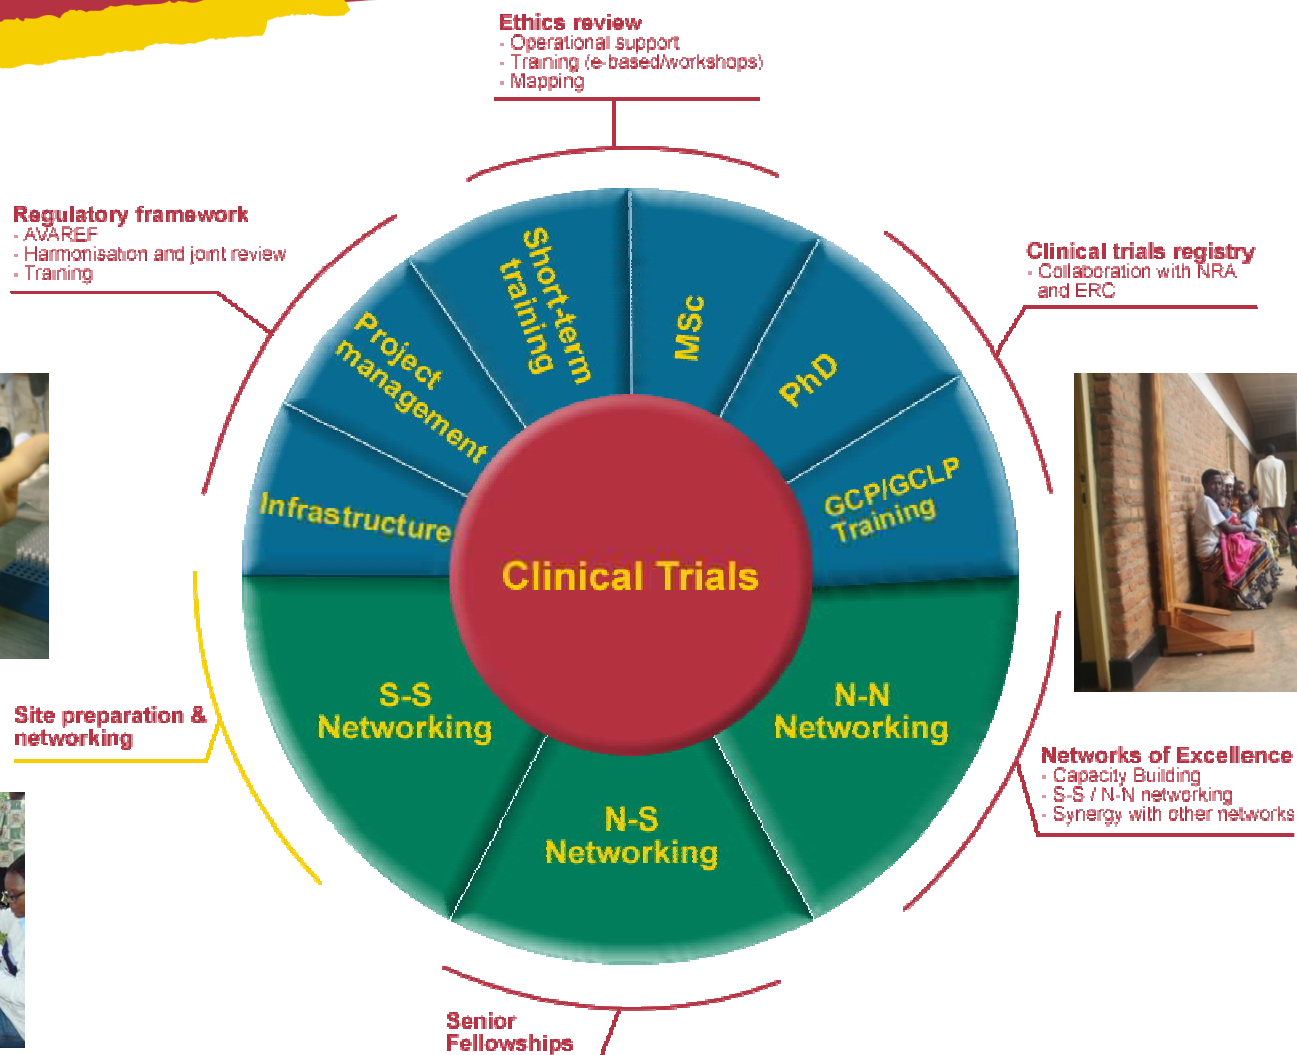 Ethics review
- Operational support
- Training (e-based/workshops)
- Mapping
Regulatory framework
- AVAREF
- Harmonisation and joint review
- Training
Clinical trials registry
- Collaboration with NRA
and ERC
Short-term
training
MSc
PhD
Project
management
GCP/GCLP
Training
Infrastructure
Clinical Trials
S-S
Networking
N-N
Networking
N-S
Networking
Site preparation &
networking
Networks of Excellence
- Capacity Building
- S-S / N-N networking
- Synergy with other networks
Senior
Fellowships